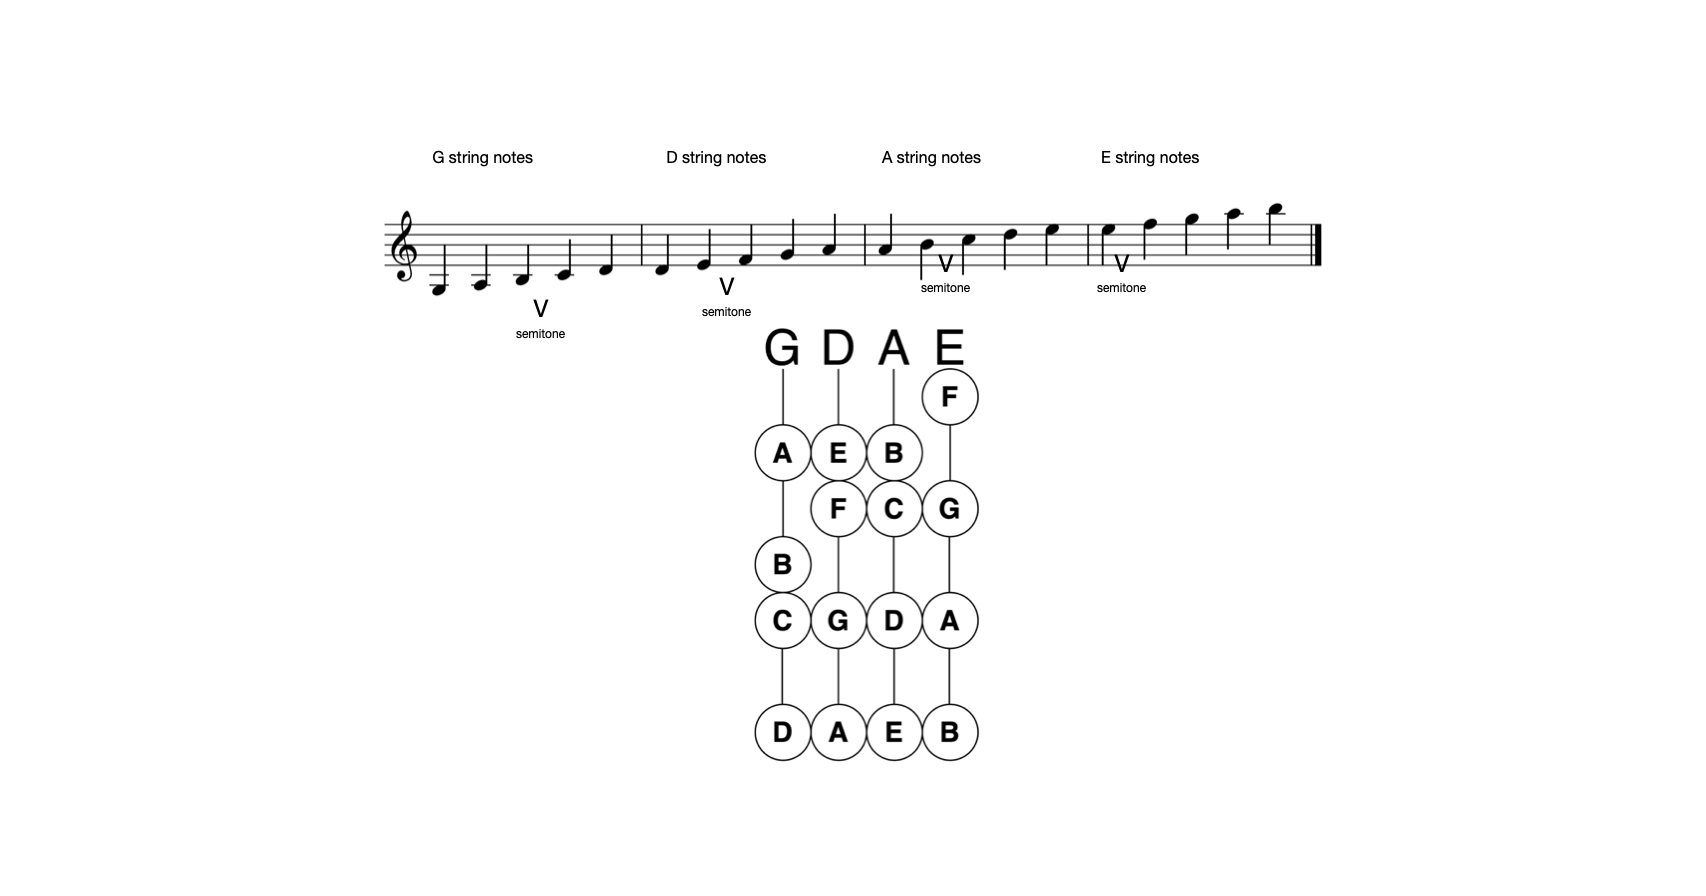 G string notes D string notes A string notes E string notes
V V
semitone semitone
V
semitone
V
semitone
G D A E
F
A E B
F C G
B
C G D A
D A E B